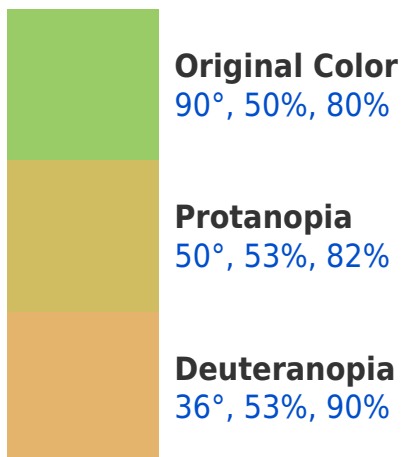 Original Color
90°, 50%, 80%
Protanopia
50°, 53%, 82%
Deuteranopia
36°, 53%, 90%